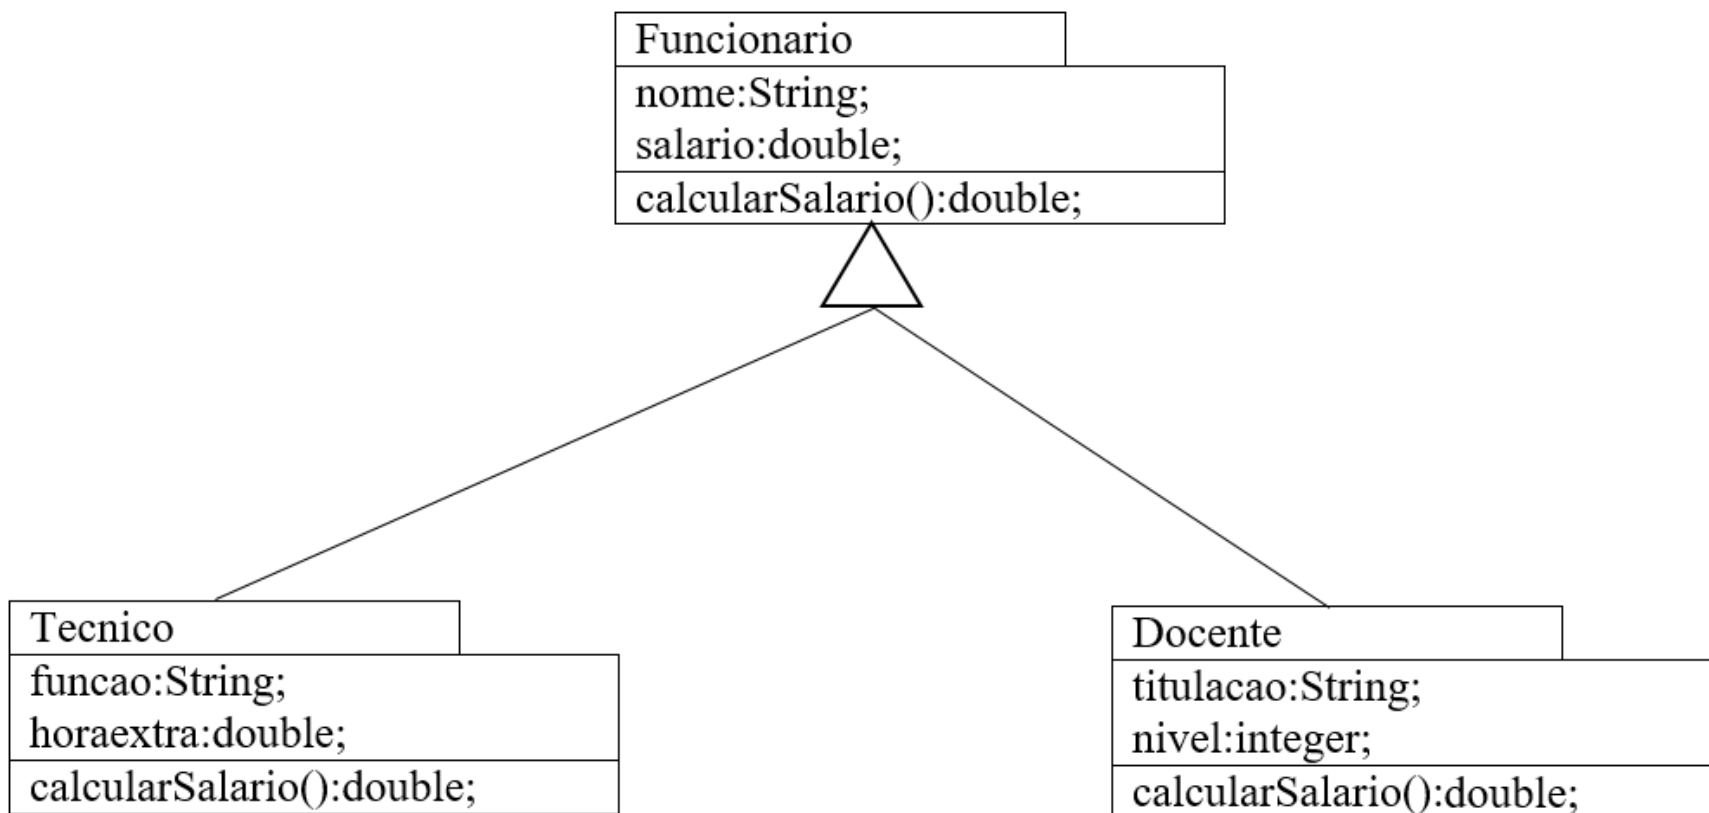 Funcionario
nome:String;
salario:double;
calcularSalario():double;
Tecnico
funcao:String;
horaextra:double;
calcularSalario():double;
Docente
titulacao:String;
nivel:integer;
calcularSalario():double;